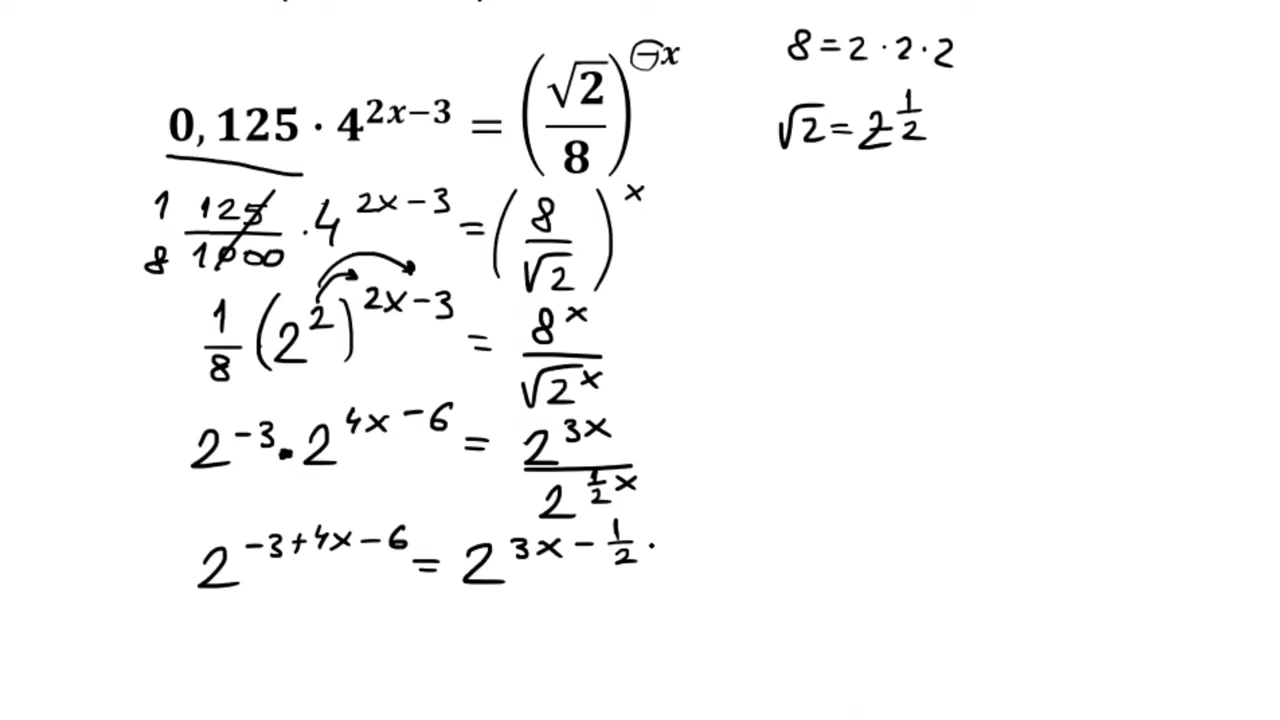 0,125 · 4^{2x−3} = (√2/8)^{−x}
8 = 2 · 2 · 2
√2 = 2^{1/2}
1/8 125/1000 · 4^{2x−3} = (8/√2)^{x}
1/8 (2^{2})^{2x−3} = 8^{x}/√2^{x}
2^{−3} · 2^{4x−6} = 2^{3x}/2^{1/2 x}
2^{−3+4x−6} = 2^{3x−1/2 ·}